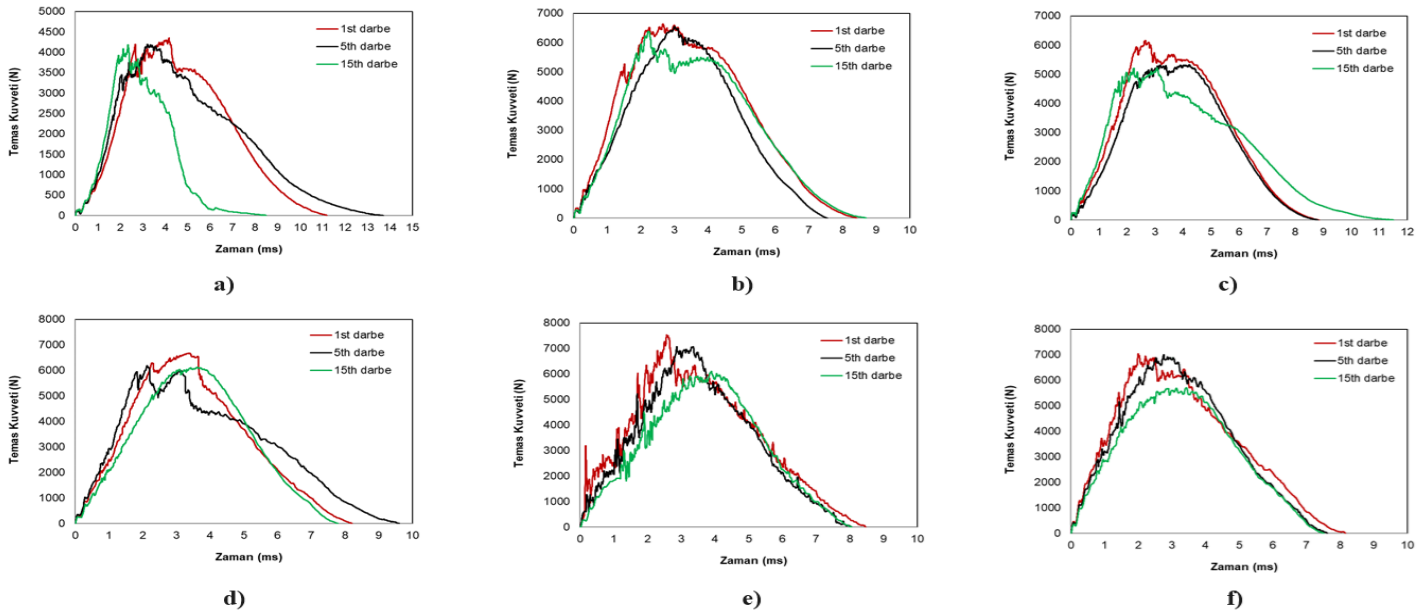 5000
4500
4000
3500
3000
2500
2000
1500
1000
500
0
Temas Kuvveti (N)
0 1 2 3 4 5 6 7 8 9 10 11 12 13 14 15
Zaman (ms)
1st darbe
5th darbe
15th darbe
a)
7000
6000
5000
4000
3000
2000
1000
0
Temas Kuvveti (N)
0 1 2 3 4 5 6 7 8 9 10
Zaman (ms)
1st darbe
5th darbe
15th darbe
b)
7000
6000
5000
4000
3000
2000
1000
0
Temas Kuvveti (N)
0 1 2 3 4 5 6 7 8 9 10 11 12
Zaman (ms)
1st darbe
5th darbe
15th darbe
c)
8000
7000
6000
5000
4000
3000
2000
1000
0
Temas Kuvveti (N)
0 1 2 3 4 5 6 7 8 9 10
Zaman (ms)
1st darbe
5th darbe
15th darbe
d)
8000
7000
6000
5000
4000
3000
2000
1000
0
Temas Kuvveti (N)
0 1 2 3 4 5 6 7 8 9 10
Zaman (ms)
1st darbe
5th darbe
15th darbe
e)
8000
7000
6000
5000
4000
3000
2000
1000
0
Temas Kuvveti (N)
0 1 2 3 4 5 6 7 8 9 10
Zaman (ms)
1st darbe
5th darbe
15th darbe
f)